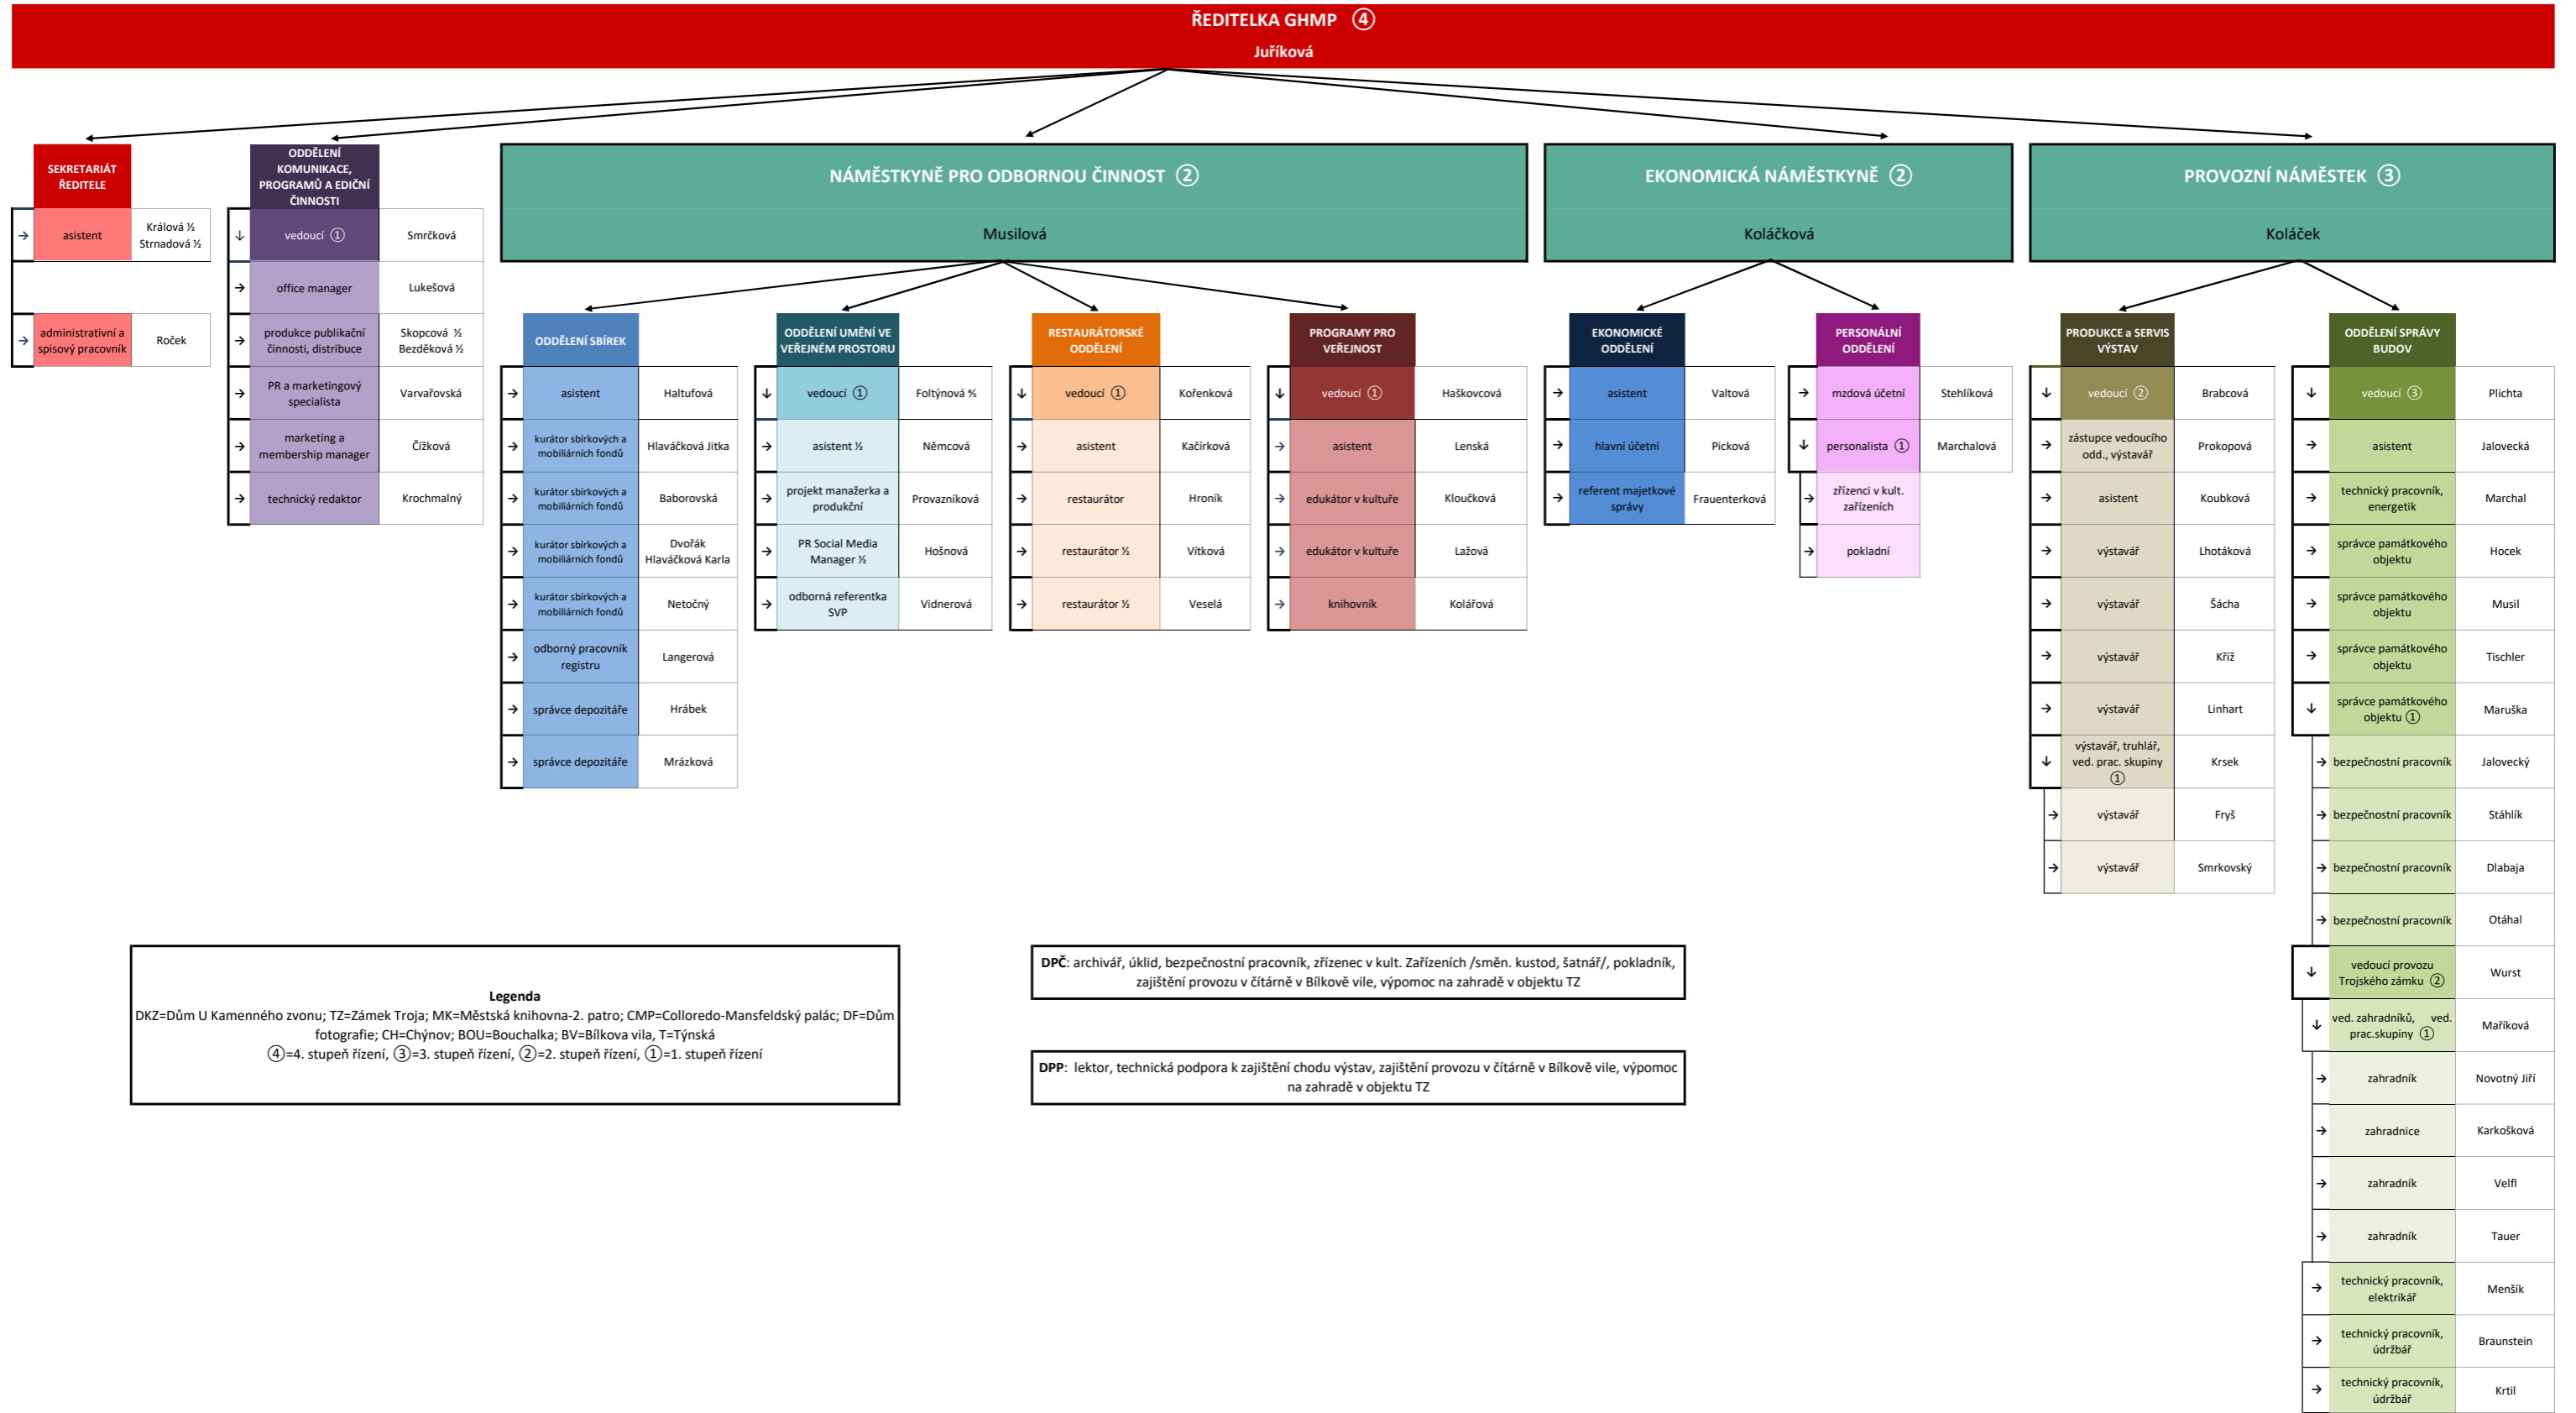 ŘEDITELKA GHMP ④
Juříková
SEKRETARIÁT
ŘEDITELE
→ asistent
Králová ½
Strnadová ½
→ administrativní a
spisový pracovník
Roček
ODDĚLENÍ
KOMUNIKACE,
PROGRAMŮ A EDIČNÍ
ČINNOSTI
↓ vedoucí ① Smrčková
→ office manager Lukešová
→ produkce publikační
činnosti, distribuce
Skopcová ½
Bezděková ½
→ PR a marketingový
specialista
Varvařovská
→ marketing a
membership manager
Čížková
→ technický redaktor Krochmalný
NÁMĚSTKYNĚ PRO ODBORNOU ČINNOST ②
Musilová
ODDĚLENÍ SBÍREK
→ asistent Haltufová
→ kurátor sbírkových a
mobiliárních fondů
Hlaváčková Jitka
→ kurátor sbírkových a
mobiliárních fondů
Baborovská
→ kurátor sbírkových a
mobiliárních fondů
Dvořák
Hlaváčková Karla
→ kurátor sbírkových a
mobiliárních fondů
Netočný
→ odborný pracovník
registru
Langerová
→ správce depozitáře Hrábek
→ správce depozitáře Mrázková
ODDĚLENÍ UMĚNÍ VE
VEŘEJNÉM PROSTORU
↓ vedoucí ① Foltýnová ⅘
→ asistent ½ Němcová
→ projekt manažerka a
produkční
Provazníková
→ PR Social Media
Manager ½
Hošnová
→ odborná referentka
SVP
Vidnerová
RESTAURÁTORSKÉ
ODDĚLENÍ
↓ vedoucí ① Kořenková
→ asistent Kačírková
→ restaurátor Hroník
→ restaurátor ½ Vítková
→ restaurátor ½ Veselá
PROGRAMY PRO
VEŘEJNOST
↓ vedoucí ① Haškovcová
→ asistent Lenská
→ edukátor v kultuře Kloučková
→ edukátor v kultuře Lažová
→ knihovník Kolářová
EKONOMICKÁ NÁMĚSTKYNĚ ②
Koláčková
EKONOMICKÉ
ODDĚLENÍ
→ asistent Valtová
→ hlavní účetní Picková
→ referent majetkové
správy
Frauenterková
PERSONÁLNÍ
ODDĚLENÍ
→ mzdová účetní Stehlíková
↓ personalista ① Marchalová
→ zřízenci v kult.
zařízeních
→ pokladní
PROVOZNÍ NÁMĚSTEK ③
Koláček
PRODUKCE a SERVIS
VÝSTAV
↓ vedoucí ② Brabcová
→ zástupce vedoucího
odd., výstavář
Prokopová
→ asistent Koubková
→ výstavář Lhotáková
→ výstavář Šácha
→ výstavář Kříž
→ výstavář Linhart
↓ výstavář, truhlář,
ved. prac. skupiny
①
Krsek
→ výstavář Fryš
→ výstavář Smrkovský
ODDĚLENÍ SPRÁVY
BUDOV
↓ vedoucí ③ Plichta
→ asistent Jalovecká
→ technický pracovník,
energetik
Marchal
→ správce památkového
objektu
Hocek
→ správce památkového
objektu
Musil
→ správce památkového
objektu
Tischler
↓ správce památkového
objektu ①
Maruška
→ bezpečnostní pracovník Jalovecký
→ bezpečnostní pracovník Stáhlík
→ bezpečnostní pracovník Dlabaja
→ bezpečnostní pracovník Otáhal
↓ vedoucí provozu
Trojského zámku ②
Wurst
↓ ved. zahradníků, ved.
prac.skupiny ①
Maříková
→ zahradník Novotný Jiří
→ zahradnice Karkošková
→ zahradník Velfl
→ zahradník Tauer
→ technický pracovník,
elektrikář
Menšík
→ technický pracovník,
údržbář
Braunstein
→ technický pracovník,
údržbář
Krtil
Legenda
DKZ=Dům U Kamenného zvonu; TZ=Zámek Troja; MK=Městská knihovna-2. patro; CMP=Colloredo-Mansfeldský palác; DF=Dům
fotografie; CH=Chýnov; BOU=Bouchalka; BV=Bílkova vila, T=Týnská
④=4. stupeň řízení, ③=3. stupeň řízení, ②=2. stupeň řízení, ①=1. stupeň řízení
DPČ: archivář, úklid, bezpečnostní pracovník, zřízenec v kult. Zařízeních /směn. kustod, šatnář/, pokladník,
zajištění provozu v čítárně v Bílkově vile, výpomoc na zahradě v objektu TZ
DPP: lektor, technická podpora k zajištění chodu výstav, zajištění provozu v čítárně v Bílkově vile, výpomoc
na zahradě v objektu TZ